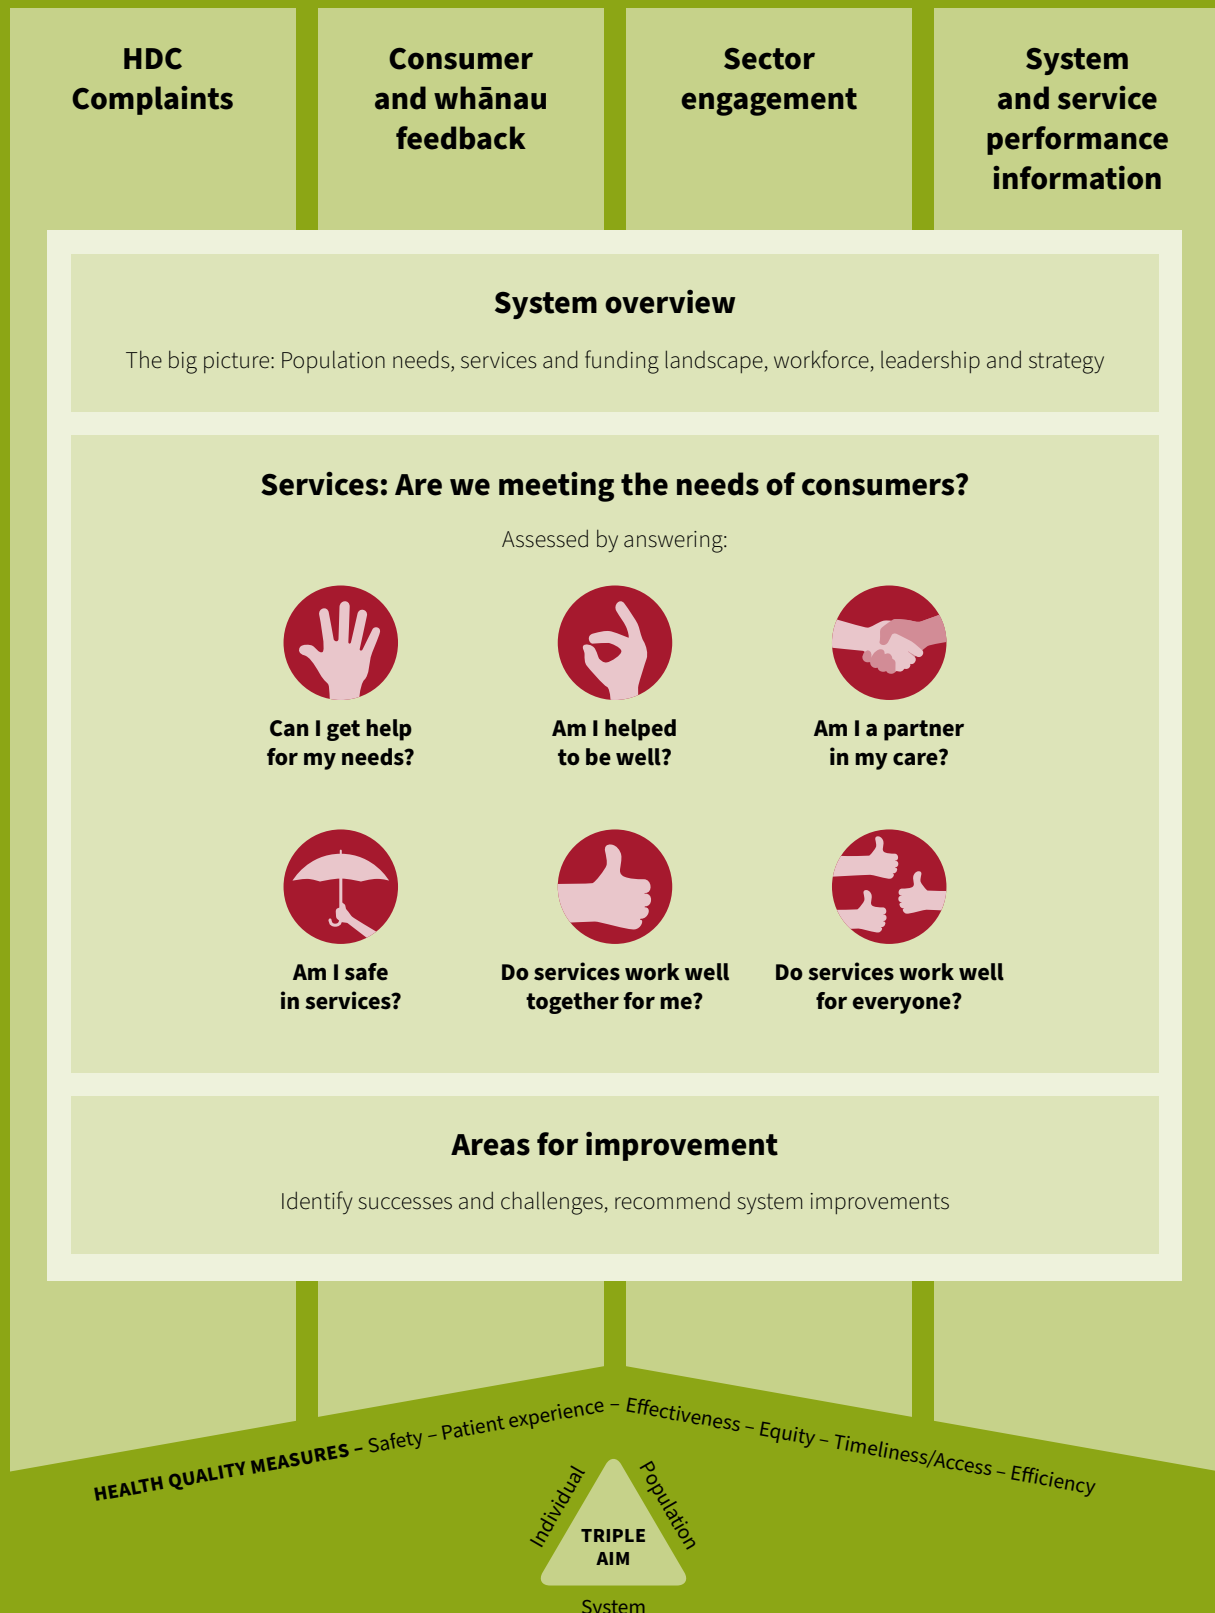 HDC
Complaints
Consumer
and whānau
feedback
Sector
engagement
System
and service
performance
information
System overview
The big picture: Population needs, services and funding landscape, workforce, leadership and strategy
Services: Are we meeting the needs of consumers?
Assessed by answering:
Can I get help
for my needs?
Am I helped
to be well?
Am I a partner
in my care?
Am I safe
in services?
Do services work well
together for me?
Do services work well
for everyone?
Areas for improvement
Identify successes and challenges, recommend system improvements
HEALTH QUALITY MEASURES – Safety – Patient experience – Effectiveness – Equity – Timeliness/Access – Efficiency
Individual
Population
TRIPLE
AIM
System